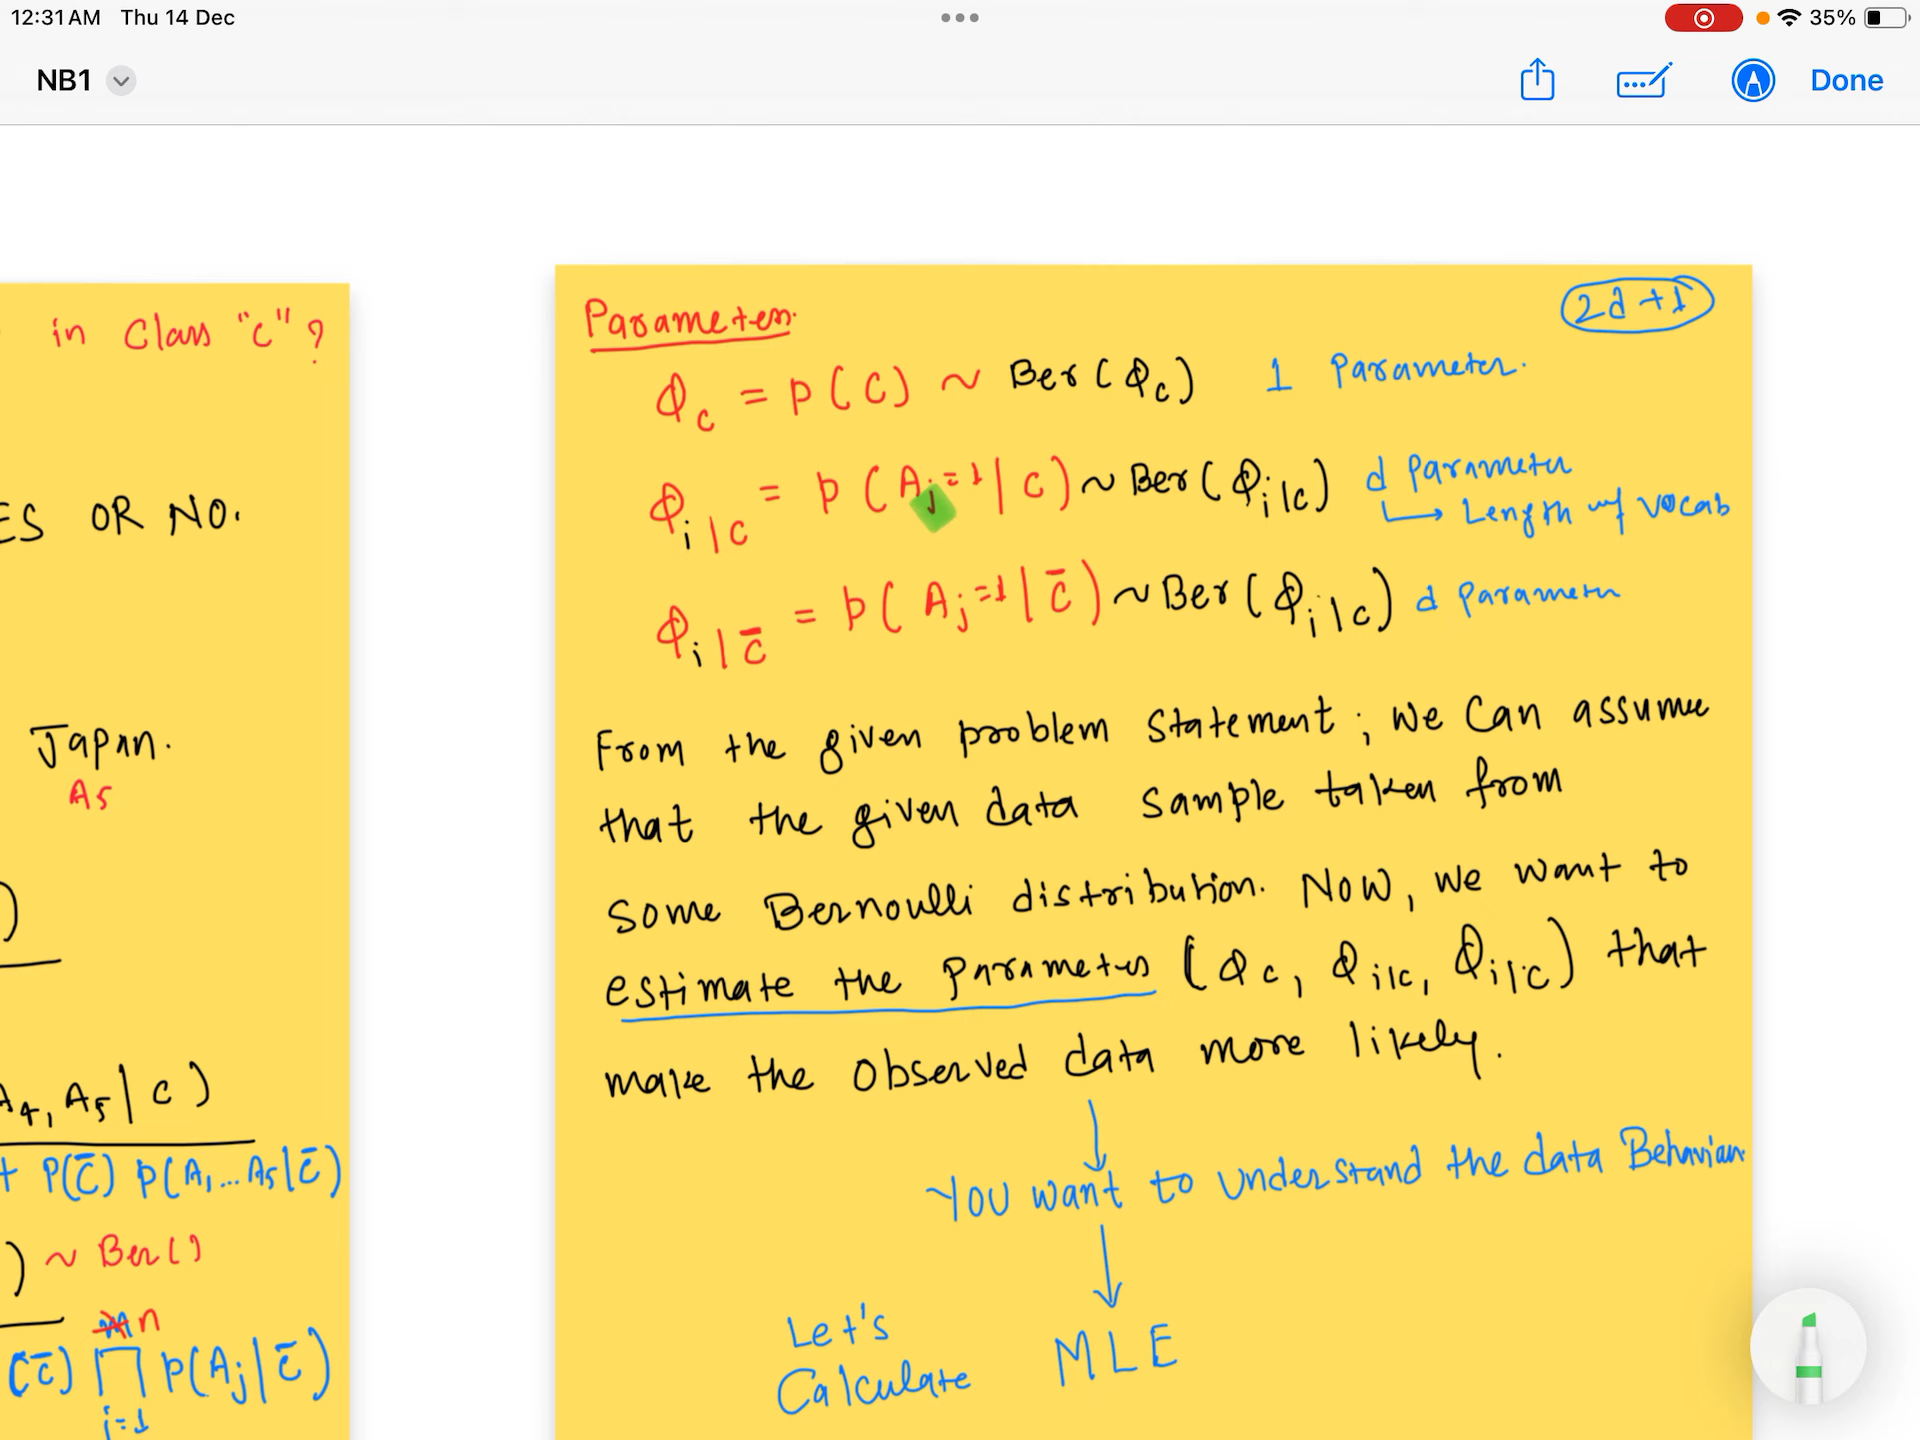 12:31 AM Thu 14 Dec
35%
NB1
Done
in Class "c" ?
ES OR NO.
Japan.
A5
)
A4, A5 | c )
+ P(c̄) p(A1 ... A5 | c̄)
) ~ Ber( )
n
(c̄) ∏ p(Aj | c̄)
i=1
Parameters.
2d+1
Φc = p(C) ~ Ber(Φc) 1 Parameter.
Φi|c = p(Aj=1 | c) ~ Ber(Φi|c) d parameter
↳ Length of vocab
Φi|c̄ = p(Aj=1 | c̄) ~ Ber(Φi|c) d parameter
From the given problem statement; we can assume
that the given data sample taken from
some Bernoulli distribution. Now, we want to
estimate the parameters (Φc, Φi|c, Φi|c) that
make the observed data more likely.
↓
You want to understand the data Behavian
↓
Let's
Calculate MLE